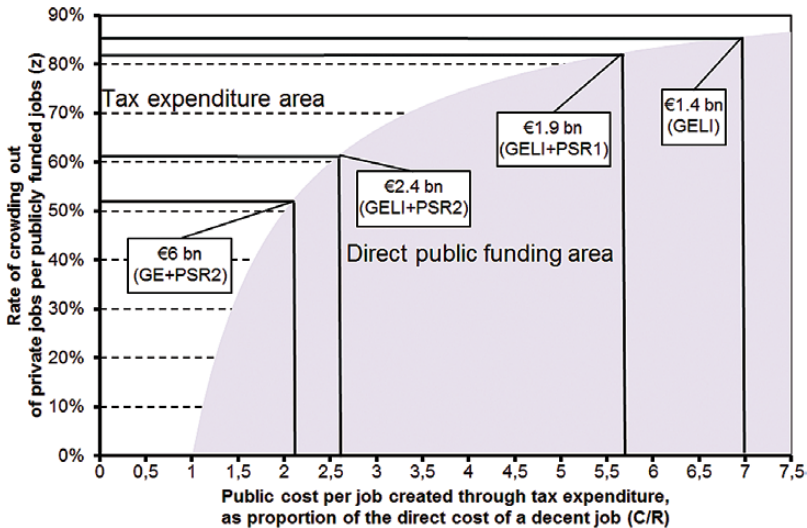 90%
80%
70%
60%
50%
40%
30%
20%
10%
0%
Rate of crowding out
of private jobs per publicly funded jobs (z)
Tax expenditure area
€1.4 bn
(GELI)
€1.9 bn
(GELI+PSR1)
€2.4 bn
(GELI+PSR2)
€6 bn
(GE+PSR2)
Direct public funding area
0 0,5 1 1,5 2 2,5 3 3,5 4 4,5 5 5,5 6 6,5 7 7,5
Public cost per job created through tax expenditure,
as proportion of the direct cost of a decent job (C/R)